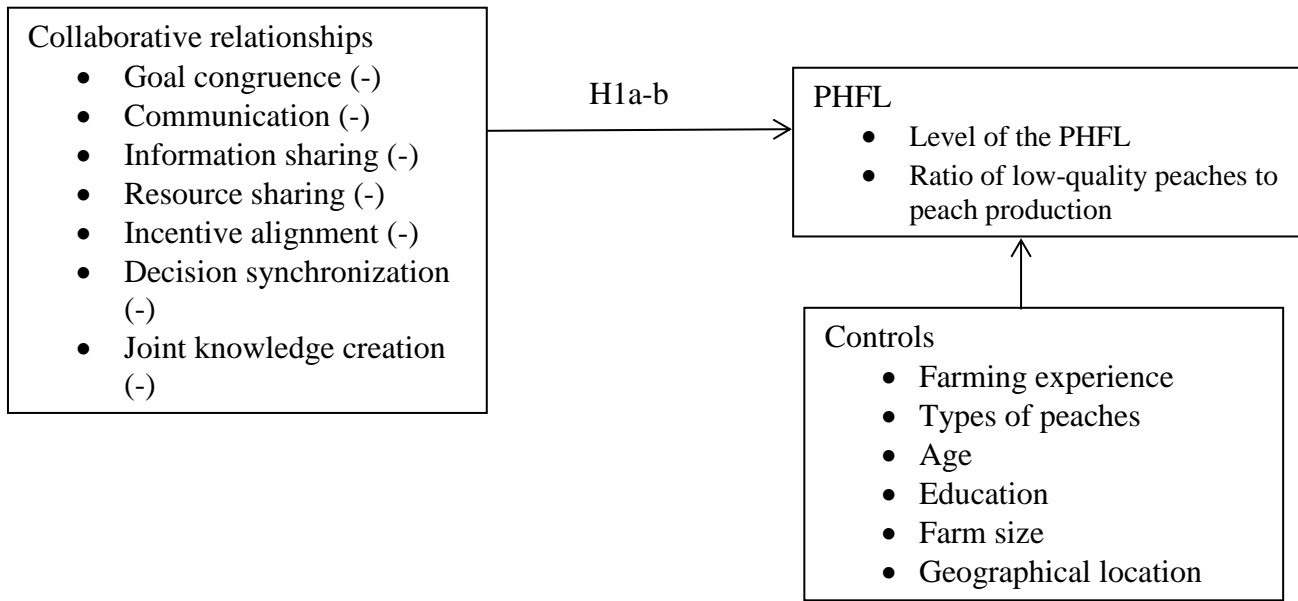 Collaborative relationships
• Goal congruence (-)
• Communication (-)
• Information sharing (-)
• Resource sharing (-)
• Incentive alignment (-)
• Decision synchronization
(-)
• Joint knowledge creation
(-)
H1a-b
PHFL
• Level of the PHFL
• Ratio of low-quality peaches to
peach production
Controls
• Farming experience
• Types of peaches
• Age
• Education
• Farm size
• Geographical location